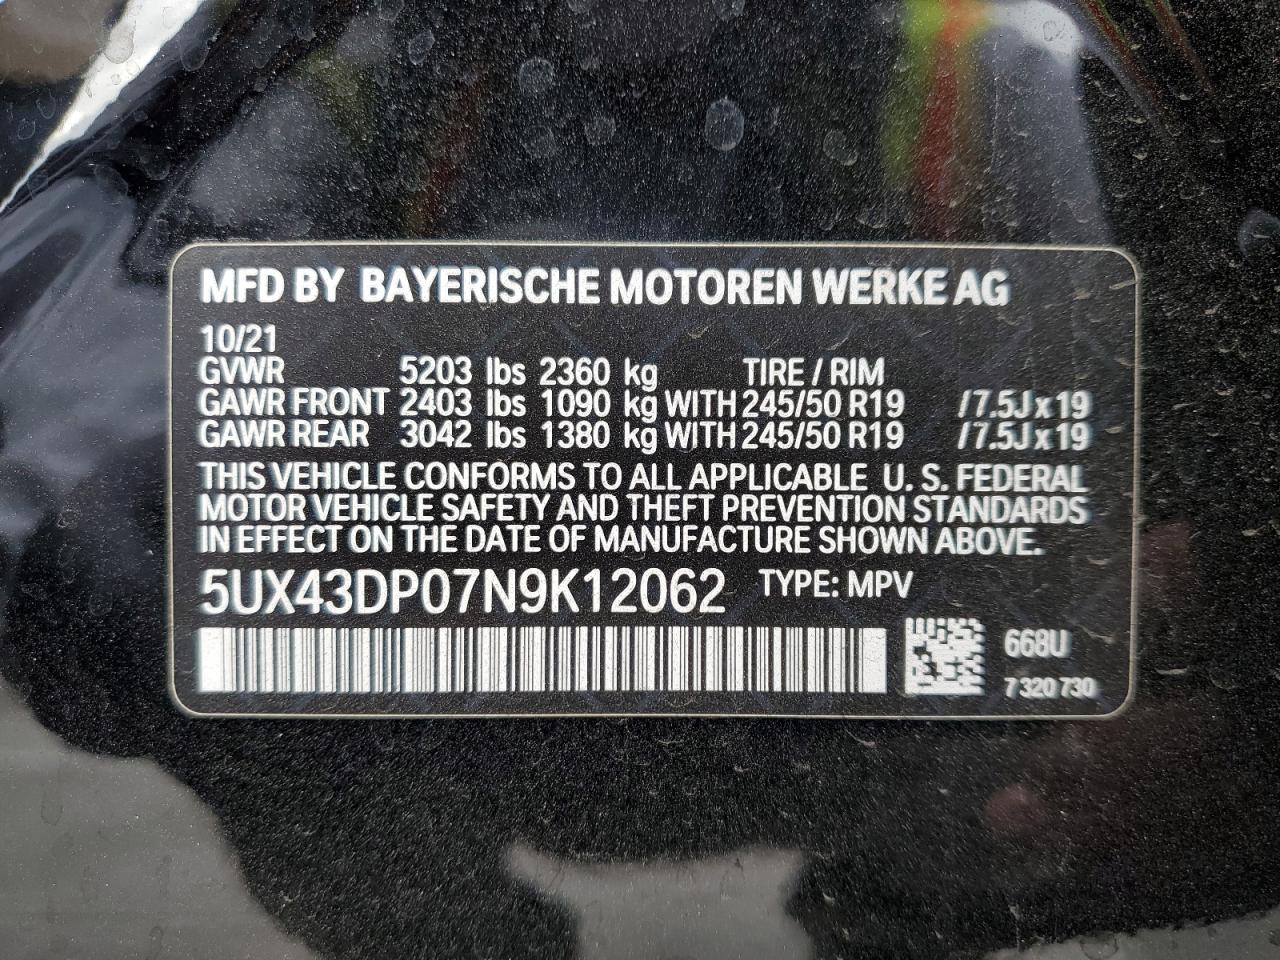 MFD BY BAYERISCHE MOTOREN WERKE AG
10/21
GVWR 5203 lbs 2360 kg TIRE / RIM
GAWR FRONT 2403 lbs 1090 kg WITH 245/50 R19 /7.5J x 19
GAWR REAR 3042 lbs 1380 kg WITH 245/50 R19 /7.5J x 19
THIS VEHICLE CONFORMS TO ALL APPLICABLE U. S. FEDERAL
MOTOR VEHICLE SAFETY AND THEFT PREVENTION STANDARDS
IN EFFECT ON THE DATE OF MANUFACTURE SHOWN ABOVE.
5UX43DP07N9K12062 TYPE: MPV
668U
7 320 730